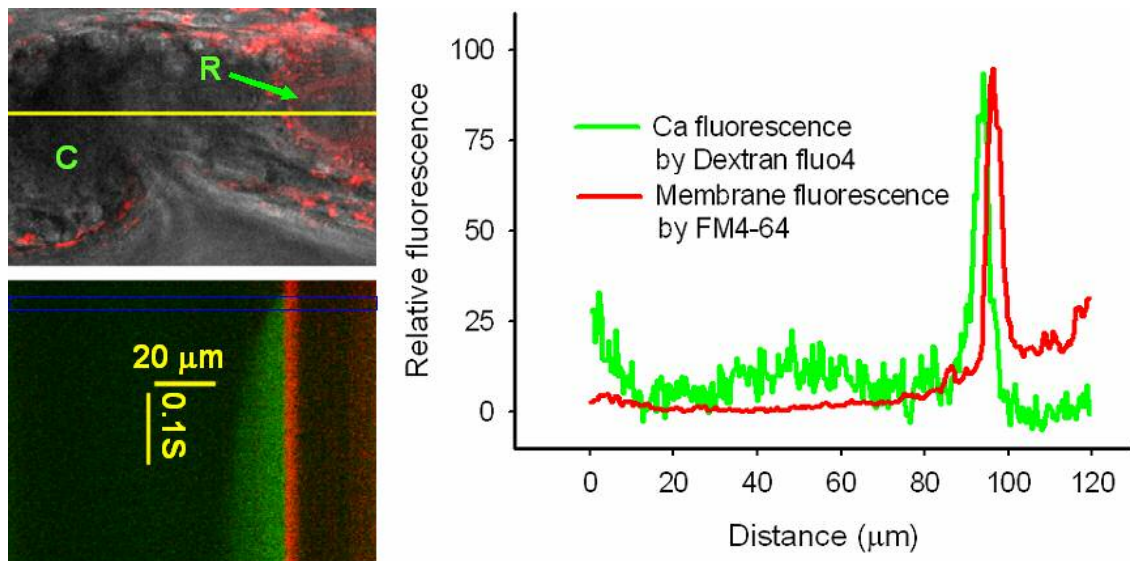 R
C
20 μm
0.1S
Relative fluorescence
100
75
50
25
0
Ca fluorescence
by Dextran fluo4
Membrane fluorescence
by FM4-64
0 20 40 60 80 100 120
Distance (μm)